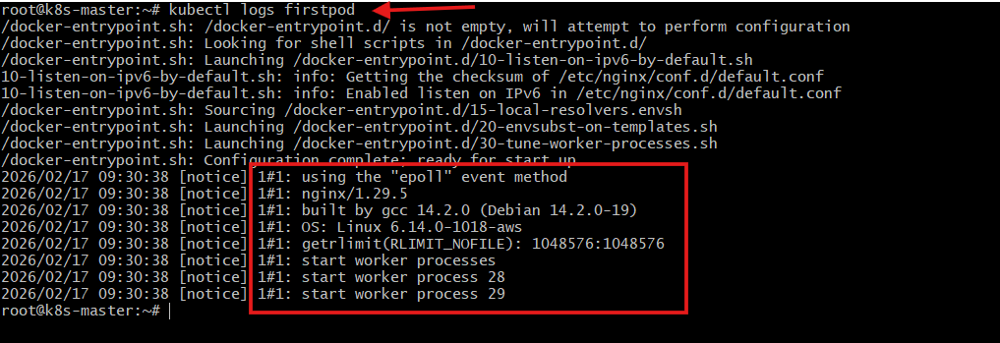 root@k8s-master:~# kubectl logs firstpod
/docker-entrypoint.sh: /docker-entrypoint.d/ is not empty, will attempt to perform configuration
/docker-entrypoint.sh: Looking for shell scripts in /docker-entrypoint.d/
/docker-entrypoint.sh: Launching /docker-entrypoint.d/10-listen-on-ipv6-by-default.sh
10-listen-on-ipv6-by-default.sh: info: Getting the checksum of /etc/nginx/conf.d/default.conf
10-listen-on-ipv6-by-default.sh: info: Enabled listen on IPv6 in /etc/nginx/conf.d/default.conf
/docker-entrypoint.sh: Sourcing /docker-entrypoint.d/15-local-resolvers.envsh
/docker-entrypoint.sh: Launching /docker-entrypoint.d/20-envsubst-on-templates.sh
/docker-entrypoint.sh: Launching /docker-entrypoint.d/30-tune-worker-processes.sh
/docker-entrypoint.sh: Configuration complete; ready for start up
2026/02/17 09:30:38 [notice] 1#1: using the "epoll" event method
2026/02/17 09:30:38 [notice] 1#1: nginx/1.29.5
2026/02/17 09:30:38 [notice] 1#1: built by gcc 14.2.0 (Debian 14.2.0-19)
2026/02/17 09:30:38 [notice] 1#1: OS: Linux 6.14.0-1018-aws
2026/02/17 09:30:38 [notice] 1#1: getrlimit(RLIMIT_NOFILE): 1048576:1048576
2026/02/17 09:30:38 [notice] 1#1: start worker processes
2026/02/17 09:30:38 [notice] 1#1: start worker process 28
2026/02/17 09:30:38 [notice] 1#1: start worker process 29
root@k8s-master:~#